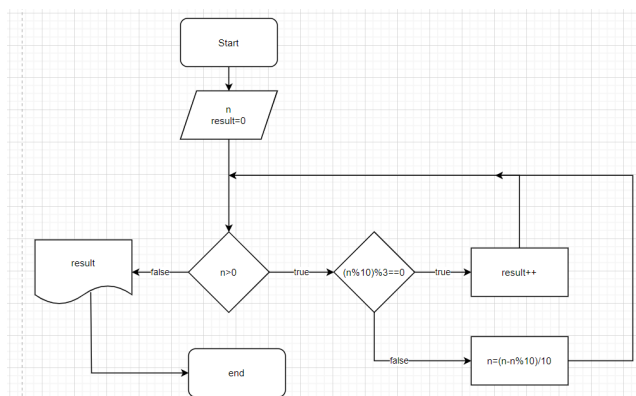 Start
n
result=0
result
false
n>0
true
(n%10)%3==0
true
result++
false
n=(n-n%10)/10
end